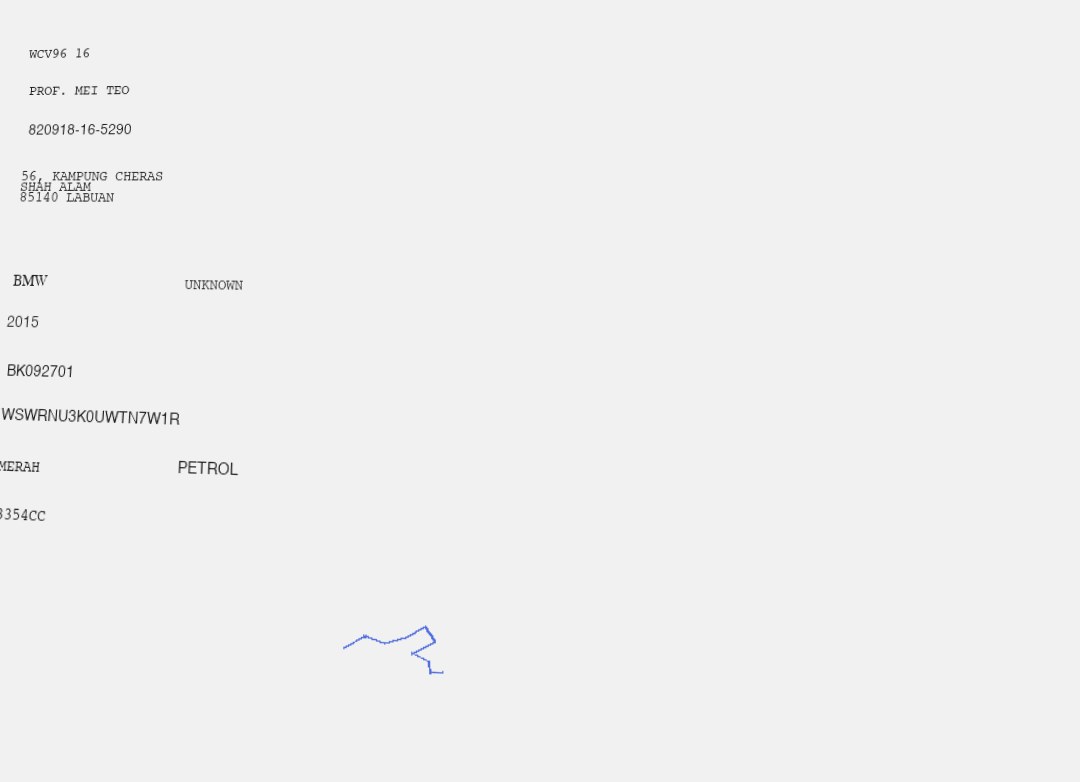 WCV96 16
PROF. MEI TEO
820918-16-5290
56, KAMPUNG CHERAS
SHAH ALAM
85140 LABUAN
BMW UNKNOWN
2015
BK092701
WSWRNU3K0UWTN7W1R
MERAH PETROL
3354CC